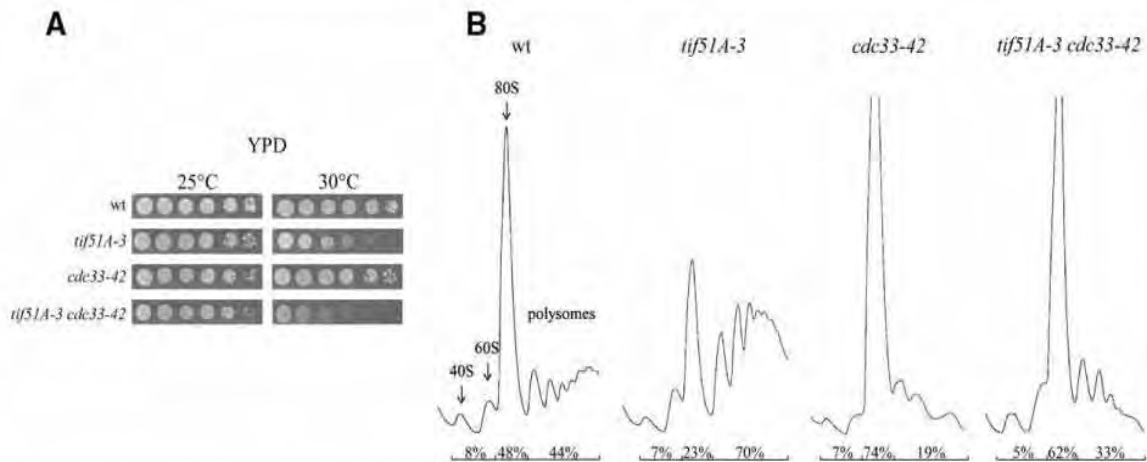 A
YPD
25°C 30°C
wt
tif51A-3
cdc33-42
tif51A-3 cdc33-42
B
wt tif51A-3 cdc33-42 tif51A-3 cdc33-42
80S
polysomes
60S
40S
8% 48% 44% 7% 23% 70% 7% 74% 19% 5% 62% 33%